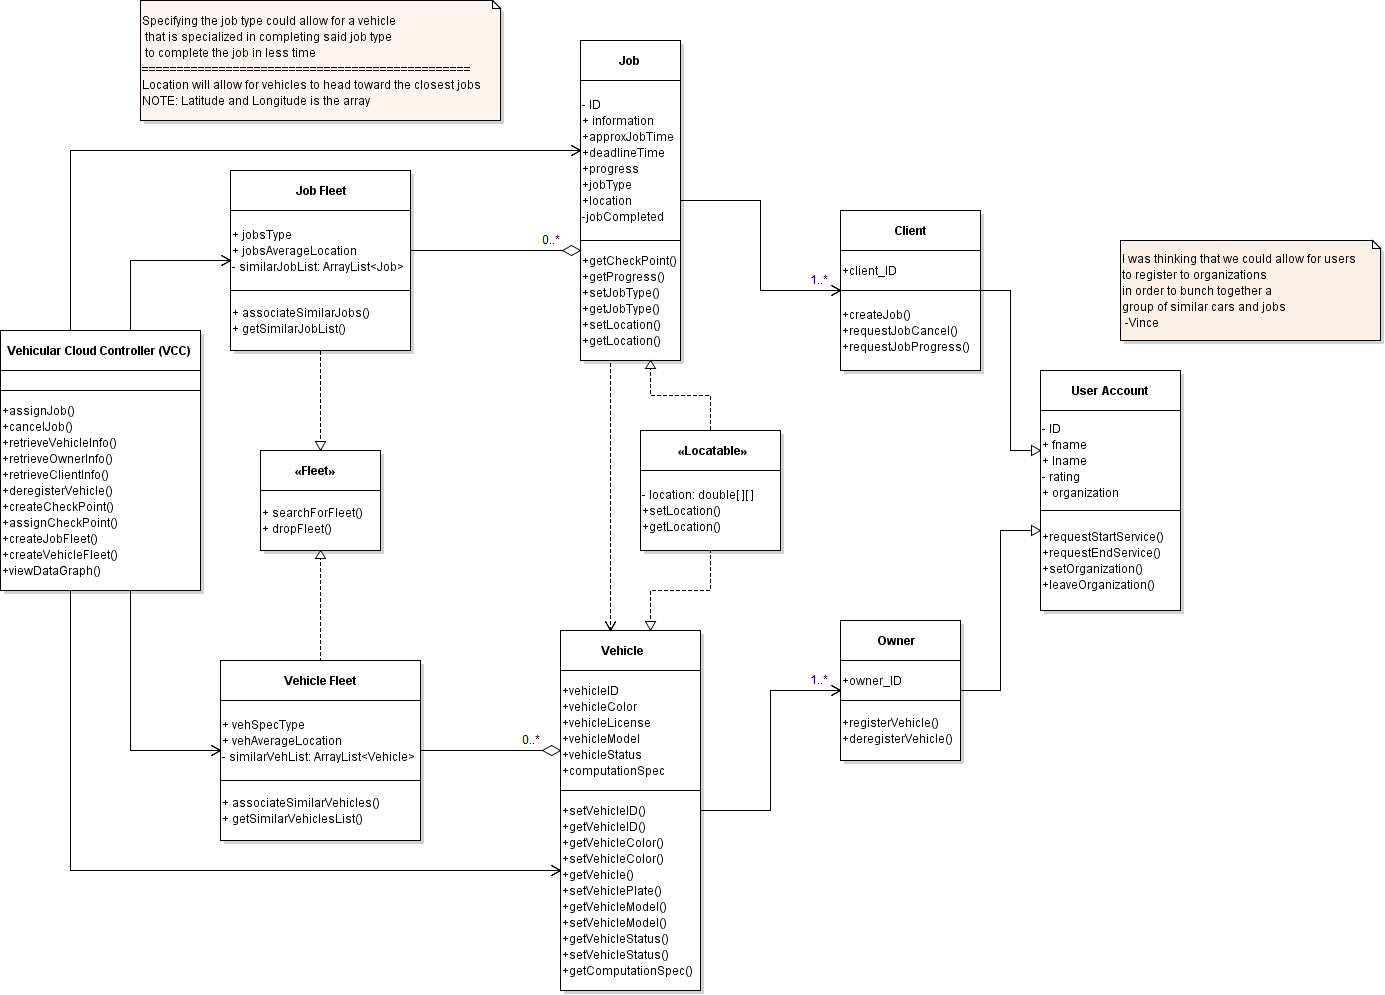 Specifying the job type could allow for a vehicle
that is specialized in completing said job type
to complete the job in less time
===============================================
Location will allow for vehicles to head toward the closest jobs
NOTE: Latitude and Longitude is the array
Job
- ID
+ information
+approxJobTime
+deadlineTime
+progress
+jobType
+location
-jobCompleted
+getCheckPoint()
+getProgress()
+setJobType()
+getJobType()
+setLocation()
+getLocation()
Job Fleet
+ jobsType
+ jobsAverageLocation
- similarJobList: ArrayList<Job>
+ associateSimilarJobs()
+ getSimilarJobList()
0..*
Client
+client_ID
+createJob()
+requestJobCancel()
+requestJobProgress()
1..*
I was thinking that we could allow for users
to register to organizations
in order to bunch together a
group of similar cars and jobs
-Vince
Vehicular Cloud Controller (VCC)
+assignJob()
+cancelJob()
+retrieveVehicleInfo()
+retrieveOwnerInfo()
+retrieveClientInfo()
+deregisterVehicle()
+createCheckPoint()
+assignCheckPoint()
+createJobFleet()
+createVehicleFleet()
+viewDataGraph()
«Fleet»
+ searchForFleet()
+ dropFleet()
«Locatable»
- location: double[][]
+setLocation()
+getLocation()
User Account
- ID
+ fname
+ lname
- rating
+ organization
+requestStartService()
+requestEndService()
+setOrganization()
+leaveOrganization()
Vehicle Fleet
+ vehSpecType
+ vehAverageLocation
- similarVehList: ArrayList<Vehicle>
+ associateSimilarVehicles()
+ getSimilarVehiclesList()
0..*
Vehicle
+vehicleID
+vehicleColor
+vehicleLicense
+vehicleModel
+vehicleStatus
+computationSpec
+setVehicleID()
+getVehicleID()
+getVehicleColor()
+setVehicleColor()
+getVehicle()
+setVehiclePlate()
+getVehicleModel()
+setVehicleModel()
+getVehicleStatus()
+setVehicleStatus()
+getComputationSpec()
1..*
Owner
+owner_ID
+registerVehicle()
+deregisterVehicle()